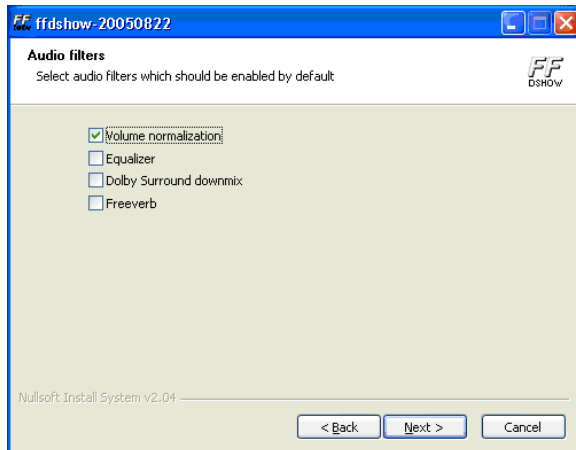 ffdshow-20050822
Audio filters
Select audio filters which should be enabled by default
FF
DSHOW
Volume normalization
Equalizer
Dolby Surround downmix
Freeverb
Nullsoft Install System v2.04
< Back
Next >
Cancel